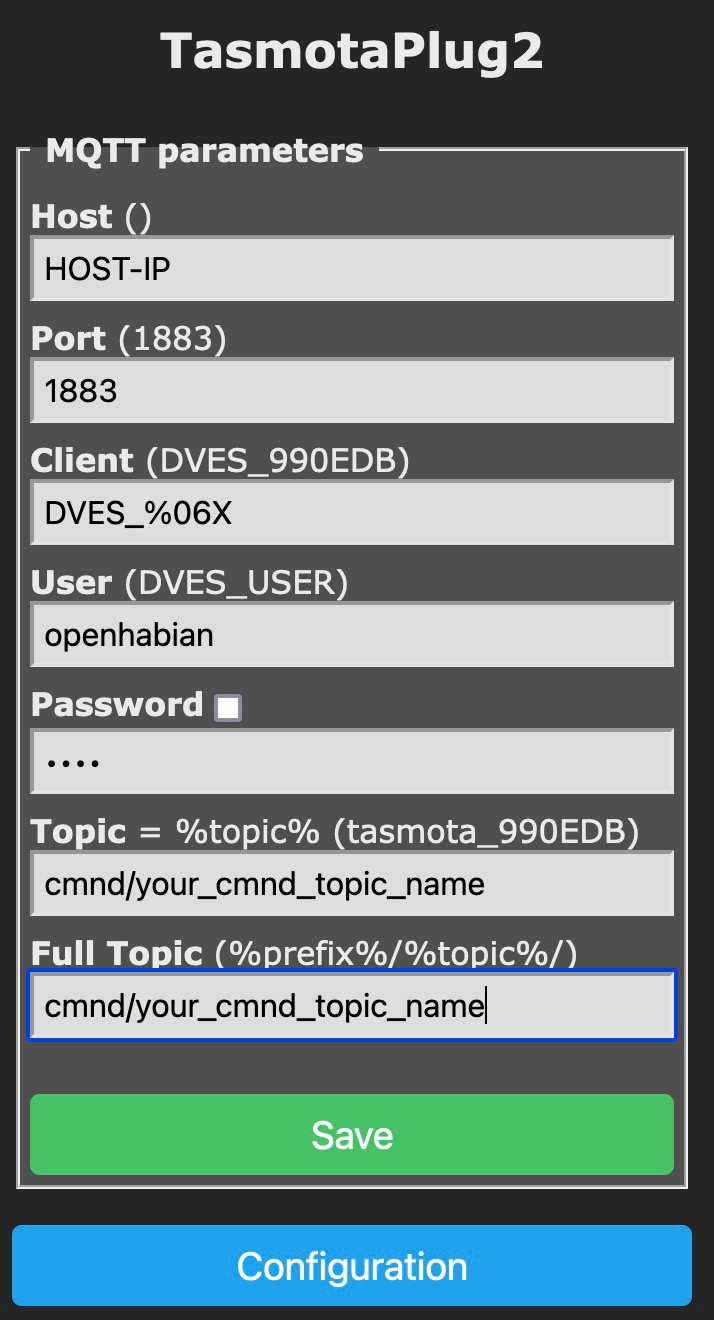 TasmotaPlug2
MQTT parameters
Host ()
HOST-IP
Port (1883)
1883
Client (DVES_990EDB)
DVES_%06X
User (DVES_USER)
openhabian
Password
••••
Topic = %topic% (tasmota_990EDB)
cmnd/your_cmnd_topic_name
Full Topic (%prefix%/%topic%/)
cmnd/your_cmnd_topic_name
Save
Configuration